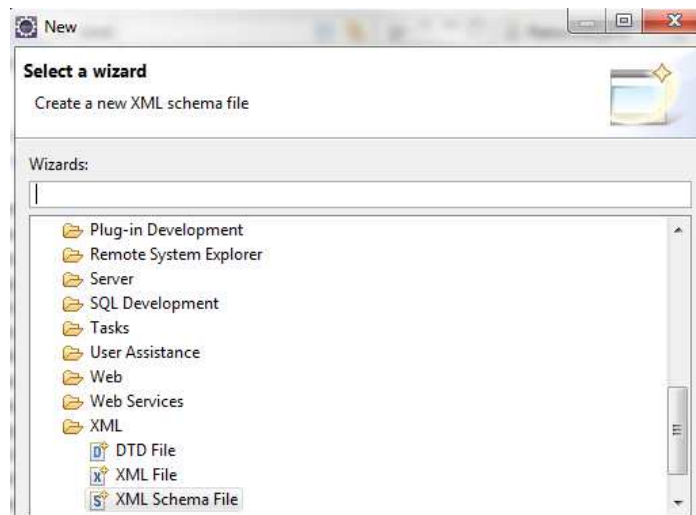 New
Select a wizard
Create a new XML schema file
Wizards:
Plug-in Development
Remote System Explorer
Server
SQL Development
Tasks
User Assistance
Web
Web Services
XML
DTD File
XML File
XML Schema File